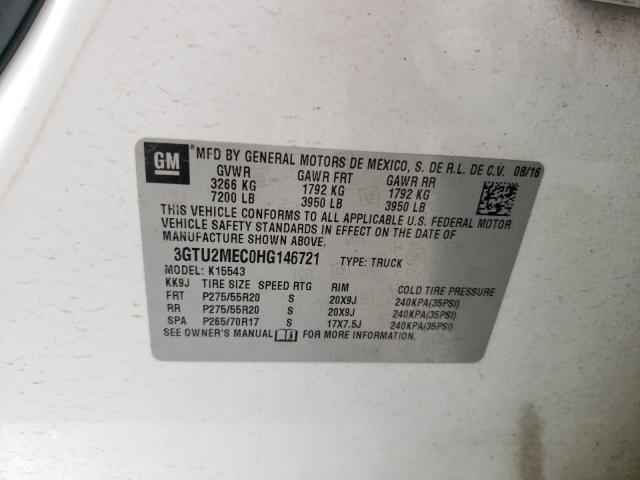 GM
*MFD BY GENERAL MOTORS DE MEXICO, S. DE R.L. DE C.V. 08/16
GVWR GAWR FRT GAWR RR
3266 KG 1792 KG 1792 KG
7200 LB 3950 LB 3950 LB
THIS VEHICLE CONFORMS TO ALL APPLICABLE U.S. FEDERAL MOTOR
VEHICLE SAFETY STANDARDS IN EFFECT ON THE DATE OF
MANUFACTURE SHOWN ABOVE.
3GTU2MEC0HG146721 TYPE: TRUCK
MODEL: K15543
KK9J TIRE SIZE SPEED RTG RIM COLD TIRE PRESSURE
FRT P275/55R20 S 20X9J 240KPA(35PSI)
RR P275/55R20 S 20X9J 240KPA(35PSI)
SPA P265/70R17 S 17X7.5J 240KPA(35PSI)
SEE OWNER'S MANUAL FOR MORE INFORMATION.